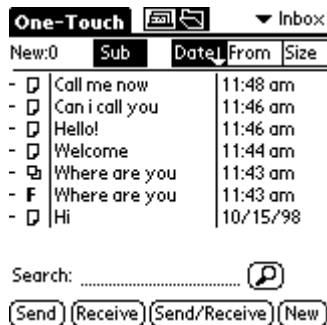 One-Touch ▼ Inbox
New:0 Sub Date↓ From Size
- Call me now 11:48 am
- Can i call you 11:46 am
- Hello! 11:46 am
- Welcome 11:44 am
- Where are you 11:43 am
- F Where are you 11:43 am
- Hi 10/15/98
Search:
Send Receive Send/Receive New